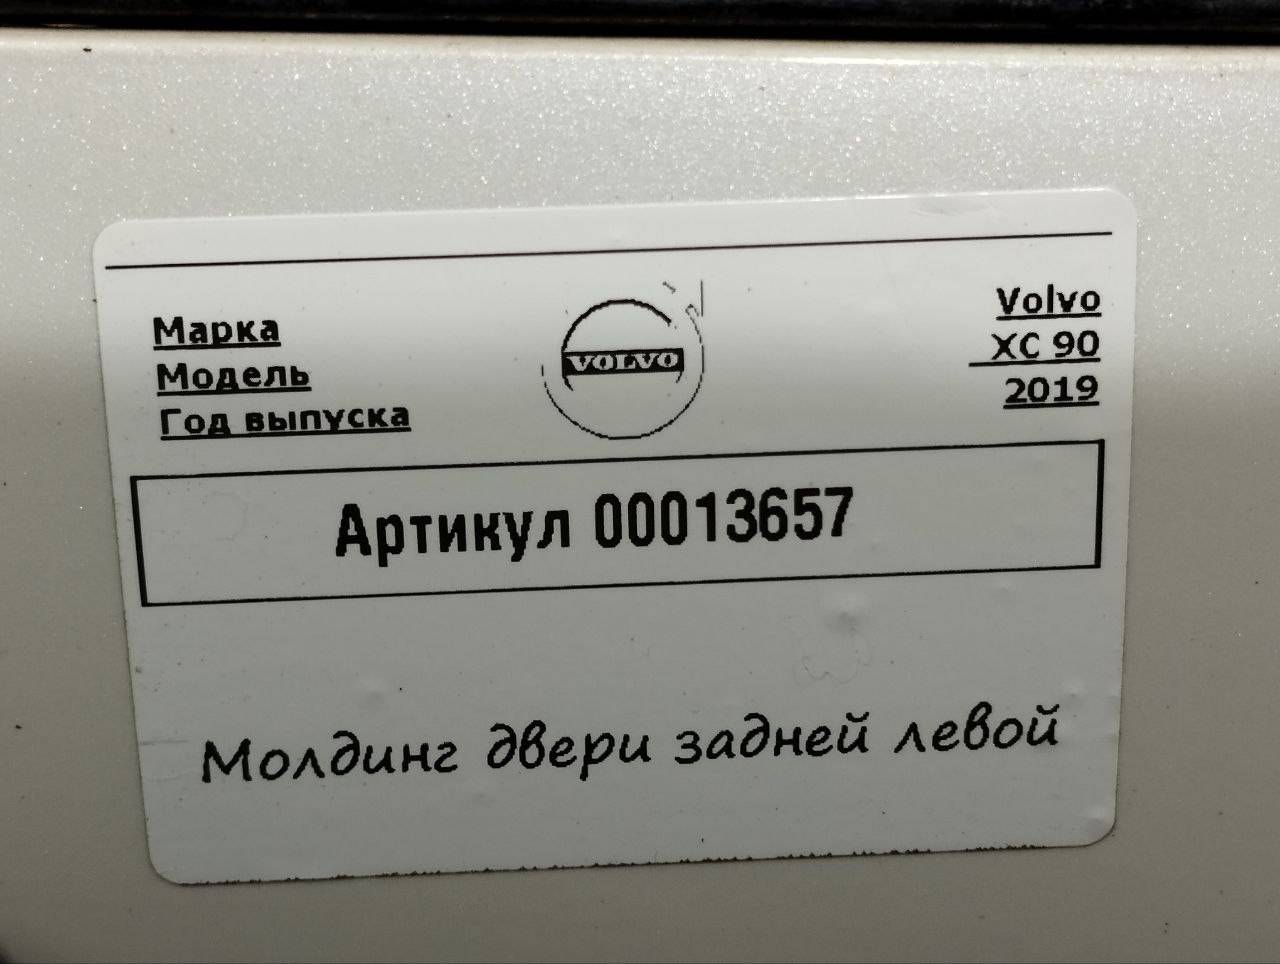 Марка Volvo
Модель XC 90
Год выпуска 2019
VOLVO
Артикул 00013657
Молдинг двери задней левой